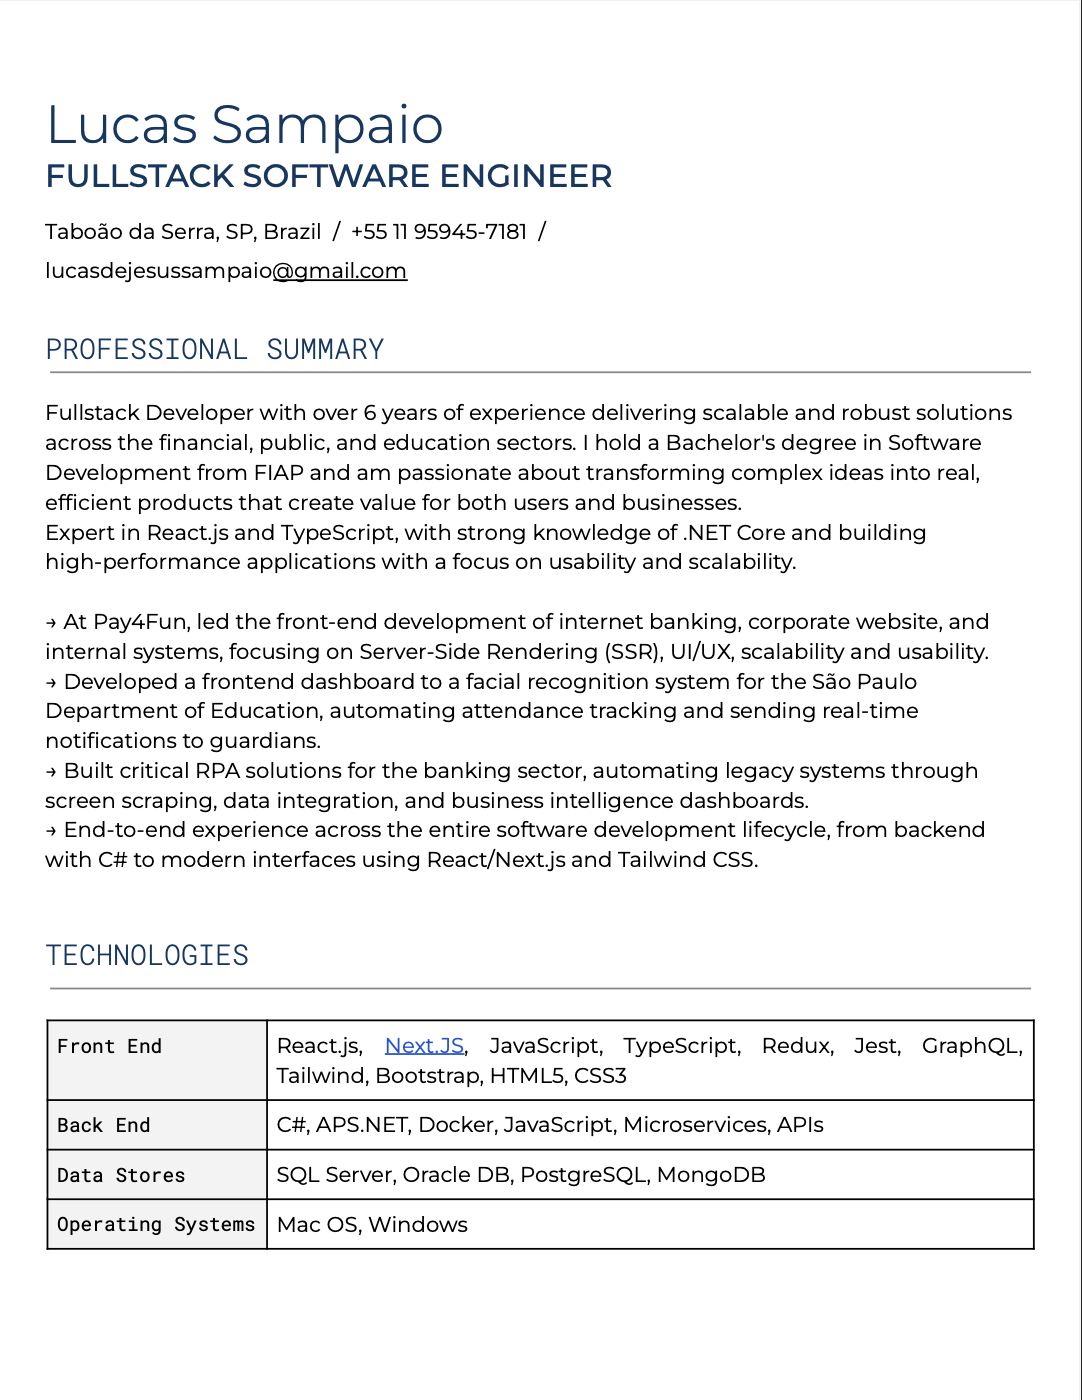 Lucas Sampaio
FULLSTACK SOFTWARE ENGINEER
Taboão da Serra, SP, Brazil / +55 11 95945-7181 /
lucasdejesussampaio@gmail.com
PROFESSIONAL SUMMARY
Fullstack Developer with over 6 years of experience delivering scalable and robust solutions
across the financial, public, and education sectors. I hold a Bachelor's degree in Software
Development from FIAP and am passionate about transforming complex ideas into real,
efficient products that create value for both users and businesses.
Expert in React.js and TypeScript, with strong knowledge of .NET Core and building
high-performance applications with a focus on usability and scalability.
→ At Pay4Fun, led the front-end development of internet banking, corporate website, and
internal systems, focusing on Server-Side Rendering (SSR), UI/UX, scalability and usability.
→ Developed a frontend dashboard to a facial recognition system for the São Paulo
Department of Education, automating attendance tracking and sending real-time
notifications to guardians.
→ Built critical RPA solutions for the banking sector, automating legacy systems through
screen scraping, data integration, and business intelligence dashboards.
→ End-to-end experience across the entire software development lifecycle, from backend
with C# to modern interfaces using React/Next.js and Tailwind CSS.
TECHNOLOGIES
Front End React.js, Next.JS, JavaScript, TypeScript, Redux, Jest, GraphQL,
Tailwind, Bootstrap, HTML5, CSS3
Back End C#, APS.NET, Docker, JavaScript, Microservices, APIs
Data Stores SQL Server, Oracle DB, PostgreSQL, MongoDB
Operating Systems Mac OS, Windows